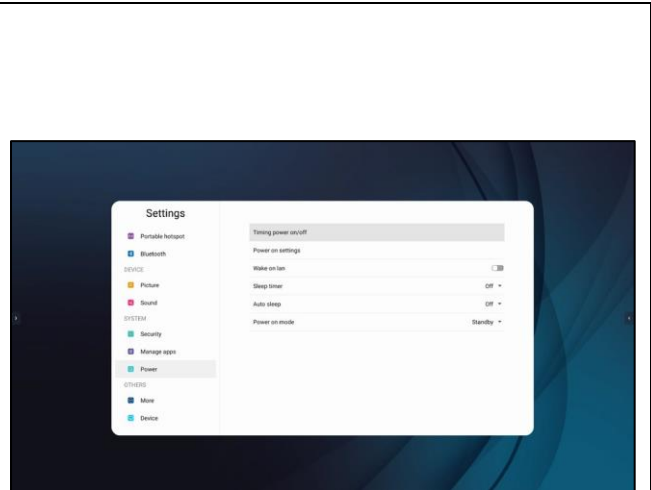 Settings
Portable hotspot
Bluetooth
DEVICE
Picture
Sound
SYSTEM
Security
Manage apps
Power
OTHERS
More
Device
Timing power on/off
Power on settings
Wake on lan
Sleep timer Off
Auto sleep Off
Power on mode Standby